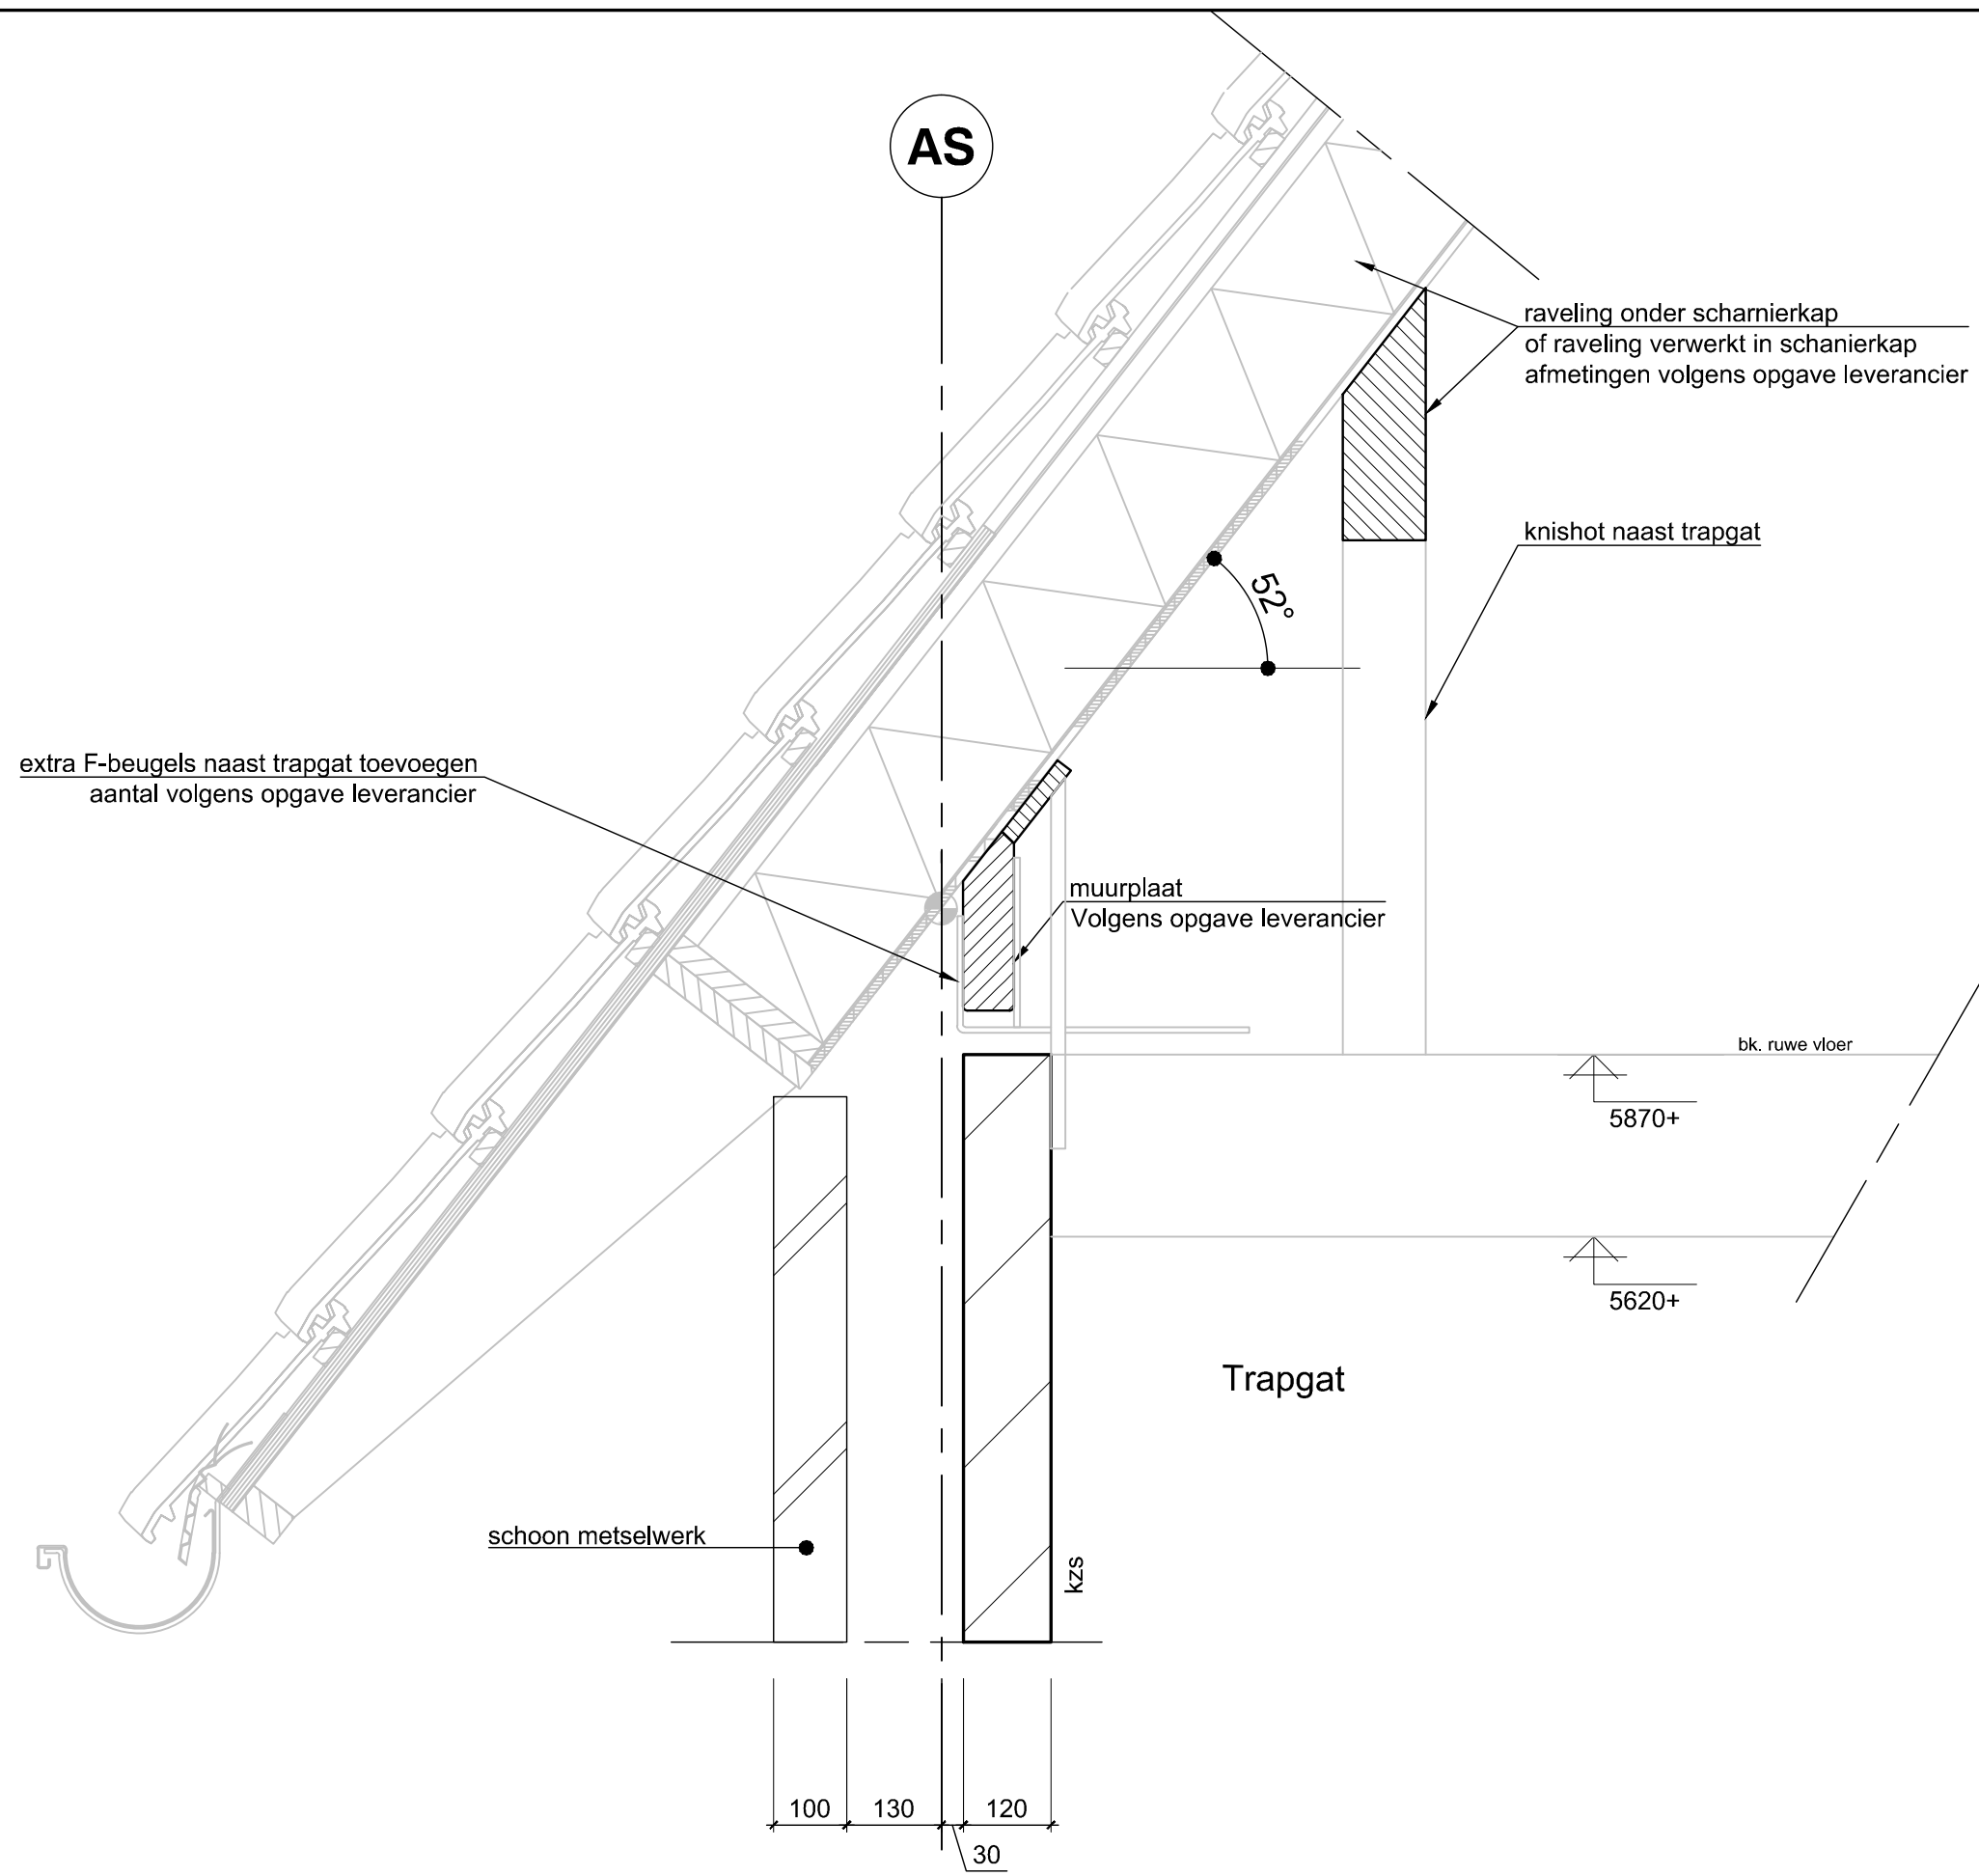 AS
raveling onder scharnierkap
of raveling verwerkt in schanierkap
afmetingen volgens opgave leverancier
knishot naast trapgat
52°
extra F-beugels naast trapgat toevoegen
aantal volgens opgave leverancier
muurplaat
Volgens opgave leverancier
bk. ruwe vloer
5870+
5620+
Trapgat
schoon metselwerk
kzs
100
130
120
30